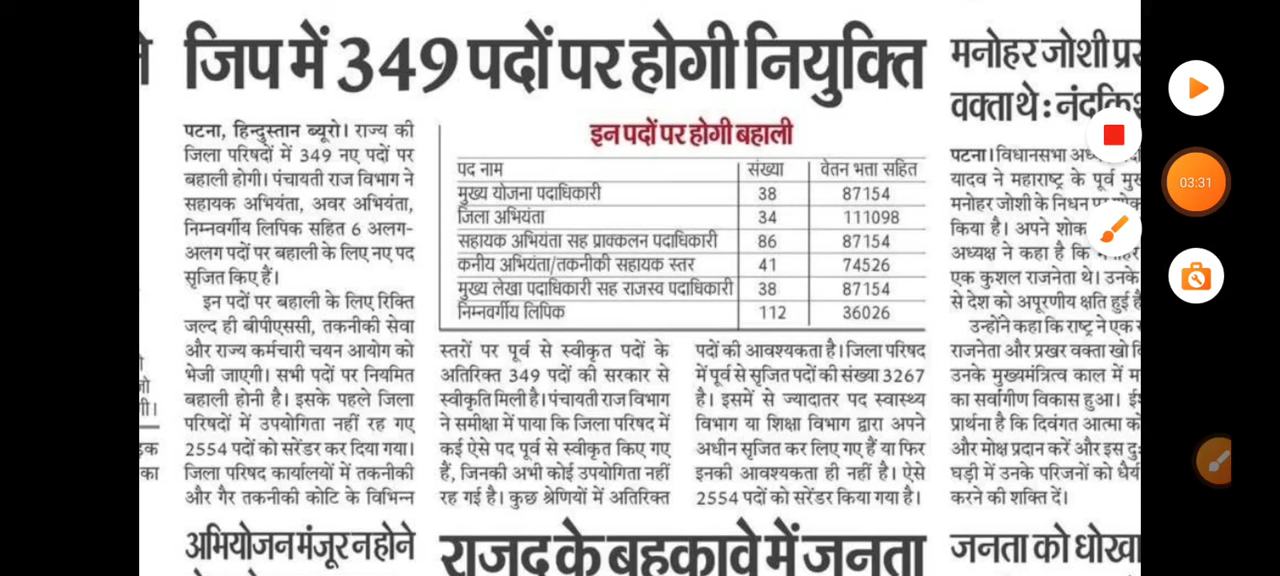 जिप में 349 पदों पर होगी नियुक्ति
पटना, हिन्दुस्तान ब्यूरो। राज्य की
जिला परिषदों में 349 नए पदों पर
बहाली होगी। पंचायती राज विभाग ने
सहायक अभियंता, अवर अभियंता,
निम्नवर्गीय लिपिक सहित 6 अलग-
अलग पदों पर बहाली के लिए नए पद
सृजित किए हैं।
इन पदों पर बहाली के लिए रिक्ति
जल्द ही बीपीएससी, तकनीकी सेवा
और राज्य कर्मचारी चयन आयोग को
भेजी जाएगी। सभी पदों पर नियमित
बहाली होनी है। इसके पहले जिला
परिषदों में उपयोगिता नहीं रह गए
2554 पदों को सरेंडर कर दिया गया।
जिला परिषद कार्यालयों में तकनीकी
और गैर तकनीकी कोटि के विभिन्न
इन पदों पर होगी बहाली
पद नाम संख्या वेतन भत्ता सहित
मुख्य योजना पदाधिकारी 38 87154
जिला अभियंता 34 111098
सहायक अभियंता सह प्राक्कलन पदाधिकारी 86 87154
कनीय अभियंता/तकनीकी सहायक स्तर 41 74526
मुख्य लेखा पदाधिकारी सह राजस्व पदाधिकारी 38 87154
निम्नवर्गीय लिपिक 112 36026
स्तरों पर पूर्व से स्वीकृत पदों के
अतिरिक्त 349 पदों की सरकार से
स्वीकृति मिली है। पंचायती राज विभाग
ने समीक्षा में पाया कि जिला परिषद में
कई ऐसे पद पूर्व से स्वीकृत किए गए
हैं, जिनकी अभी कोई उपयोगिता नहीं
रह गई है। कुछ श्रेणियों में अतिरिक्त
पदों की आवश्यकता है। जिला परिषद
में पूर्व से सृजित पदों की संख्या 3267
है। इसमें से ज्यादातर पद स्वास्थ्य
विभाग या शिक्षा विभाग द्वारा अपने
अधीन सृजित कर लिए गए हैं या फिर
इनकी आवश्यकता ही नहीं है। ऐसे
2554 पदों को सरेंडर किया गया है।
मनोहर जोशी
वक्ता थे :
पटना। विधानसभा
यादव ने महाराष्ट्र के पूर्व
मनोहर जोशी के निधन
किया है। अपने
अध्यक्ष ने कहा है कि
एक कुशल राजनेता थे। उनके
से देश को अपूरणीय क्षति हुई
उन्होंने कहा कि राष्ट्र ने एक
राजनेता और प्रखर वक्ता खो
उनके मुख्यमंत्रित्व काल में
का सर्वांगीण विकास हुआ।
प्रार्थना है कि दिवंगत आत्मा
और मोक्ष प्रदान करें और इस
घड़ी में उनके परिजनों को
करने की शक्ति दें।
अभियोजन मंजूर न होने
राजद के बहकावे में जनता
जनता को धोखा
03:31